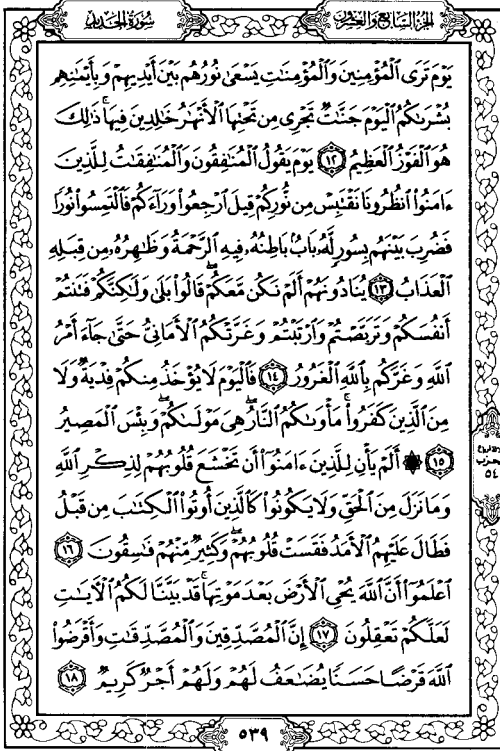 الجزء السابع والعشرون
سورة الحديد
يَوْمَ تَرَى ٱلْمُؤْمِنِينَ وَٱلْمُؤْمِنَٰتِ يَسْعَىٰ نُورُهُم بَيْنَ أَيْدِيهِمْ وَبِأَيْمَٰنِهِم
بُشْرَىٰكُمُ ٱلْيَوْمَ جَنَّٰتٌ تَجْرِى مِن تَحْتِهَا ٱلْأَنْهَٰرُ خَٰلِدِينَ فِيهَا ۚ ذَٰلِكَ
هُوَ ٱلْفَوْزُ ٱلْعَظِيمُ ١٢ يَوْمَ يَقُولُ ٱلْمُنَٰفِقُونَ وَٱلْمُنَٰفِقَٰتُ لِلَّذِينَ
ءَامَنُوا۟ ٱنظُرُونَا نَقْتَبِسْ مِن نُّورِكُمْ قِيلَ ٱرْجِعُوا۟ وَرَآءَكُمْ فَٱلْتَمِسُوا۟ نُورًا
فَضُرِبَ بَيْنَهُم بِسُورٍ لَّهُۥ بَابٌۢ بَاطِنُهُۥ فِيهِ ٱلرَّحْمَةُ وَظَٰهِرُهُۥ مِن قِبَلِهِ
ٱلْعَذَابُ ١٣ يُنَادُونَهُمْ أَلَمْ نَكُن مَّعَكُمْ ۖ قَالُوا۟ بَلَىٰ وَلَٰكِنَّكُمْ فَتَنتُمْ
أَنفُسَكُمْ وَتَرَبَّصْتُمْ وَٱرْتَبْتُمْ وَغَرَّتْكُمُ ٱلْأَمَانِىُّ حَتَّىٰ جَآءَ أَمْرُ
ٱللَّهِ وَغَرَّكُم بِٱللَّهِ ٱلْغَرُورُ ١٤ فَٱلْيَوْمَ لَا يُؤْخَذُ مِنكُمْ فِدْيَةٌ وَلَا
مِنَ ٱلَّذِينَ كَفَرُوا۟ ۚ مَأْوَىٰكُمُ ٱلنَّارُ ۖ هِىَ مَوْلَىٰكُمْ ۖ وَبِئْسَ ٱلْمَصِيرُ
١٥ ۞ أَلَمْ يَأْنِ لِلَّذِينَ ءَامَنُوٓا۟ أَن تَخْشَعَ قُلُوبُهُمْ لِذِكْرِ ٱللَّهِ
وَمَا نَزَلَ مِنَ ٱلْحَقِّ وَلَا يَكُونُوا۟ كَٱلَّذِينَ أُوتُوا۟ ٱلْكِتَٰبَ مِن قَبْلُ
فَطَالَ عَلَيْهِمُ ٱلْأَمَدُ فَقَسَتْ قُلُوبُهُمْ ۖ وَكَثِيرٌ مِّنْهُمْ فَٰسِقُونَ ١٦
ٱعْلَمُوٓا۟ أَنَّ ٱللَّهَ يُحْىِ ٱلْأَرْضَ بَعْدَ مَوْتِهَا ۚ قَدْ بَيَّنَّا لَكُمُ ٱلْءَايَٰتِ
لَعَلَّكُمْ تَعْقِلُونَ ١٧ إِنَّ ٱلْمُصَّدِّقِينَ وَٱلْمُصَّدِّقَٰتِ وَأَقْرَضُوا۟
ٱللَّهَ قَرْضًا حَسَنًا يُضَٰعَفُ لَهُمْ وَلَهُمْ أَجْرٌ كَرِيمٌ ١٨
حزب
٥٤
٥٣٩